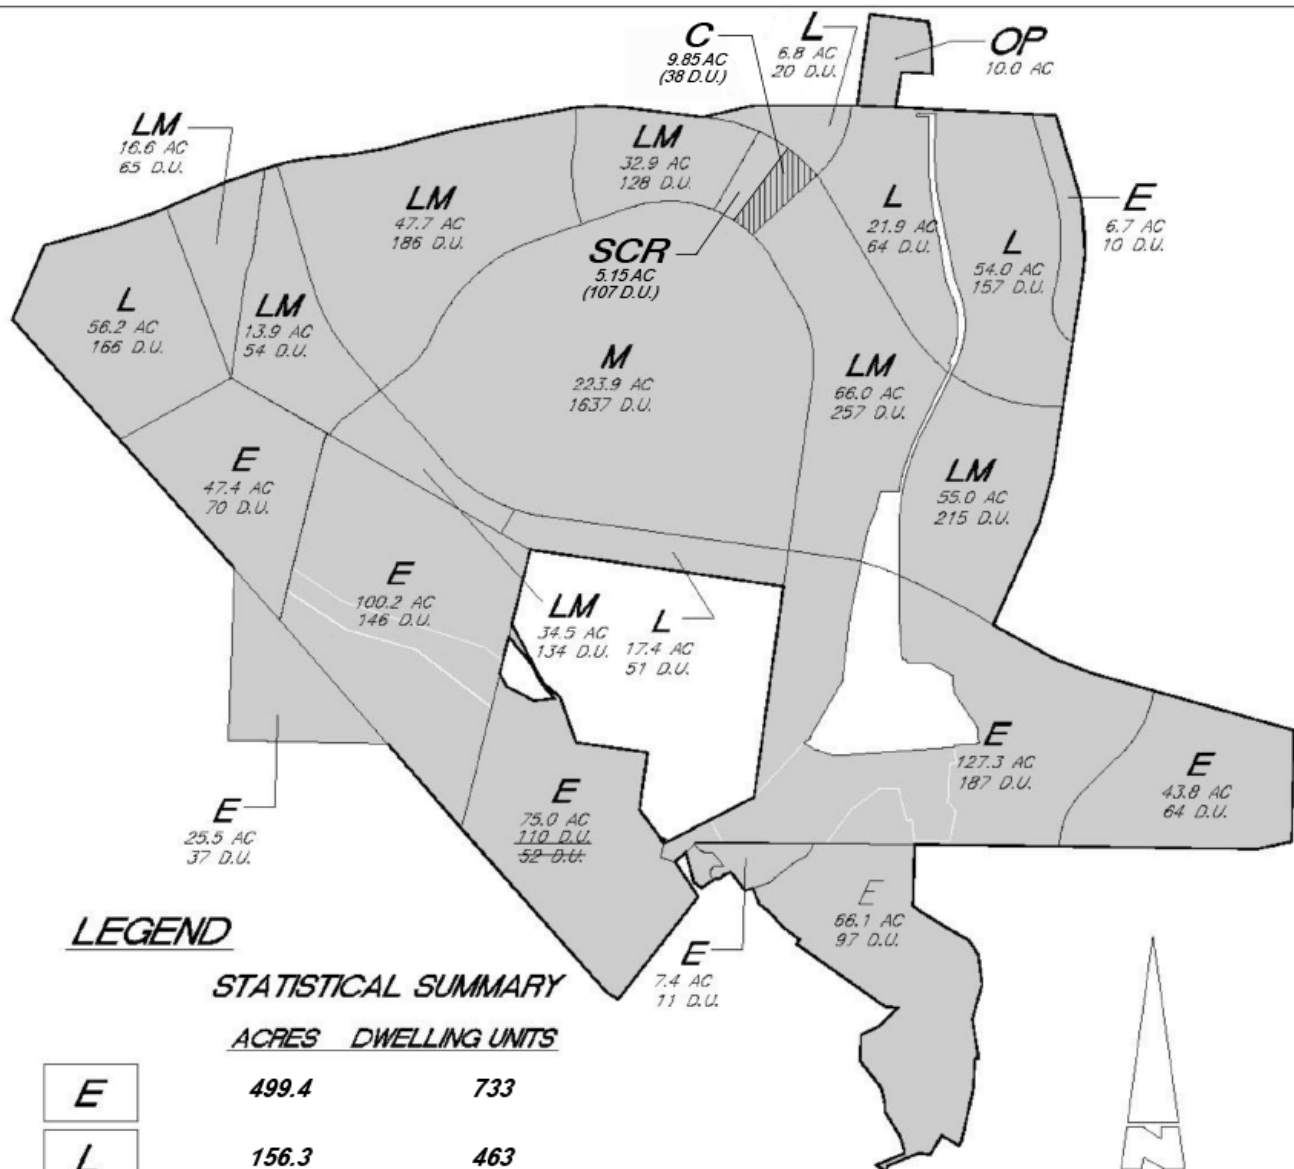 C
9.85 AC
(38 D.U.)
L
6.8 AC
20 D.U.
OP
10.0 AC
LM
16.6 AC
65 D.U.
LM
32.9 AC
128 D.U.
LM
47.7 AC
186 D.U.
E
6.7 AC
10 D.U.
L
21.9 AC
64 D.U.
L
54.0 AC
157 D.U.
SCR
5.15 AC
(107 D.U.)
L
56.2 AC
166 D.U.
LM
13.9 AC
54 D.U.
M
223.9 AC
1637 D.U.
LM
66.0 AC
257 D.U.
E
47.4 AC
70 D.U.
LM
55.0 AC
215 D.U.
E
100.2 AC
146 D.U.
LM
34.5 AC
134 D.U.
L
17.4 AC
51 D.U.
E
127.3 AC
187 D.U.
E
43.8 AC
64 D.U.
E
25.5 AC
37 D.U.
E
75.0 AC
110 D.U.
52 D.U.
E
66.1 AC
97 D.U.
E
7.4 AC
11 D.U.
LEGEND
STATISTICAL SUMMARY
ACRES DWELLING UNITS
E 499.4 733
L 156.3 463
N